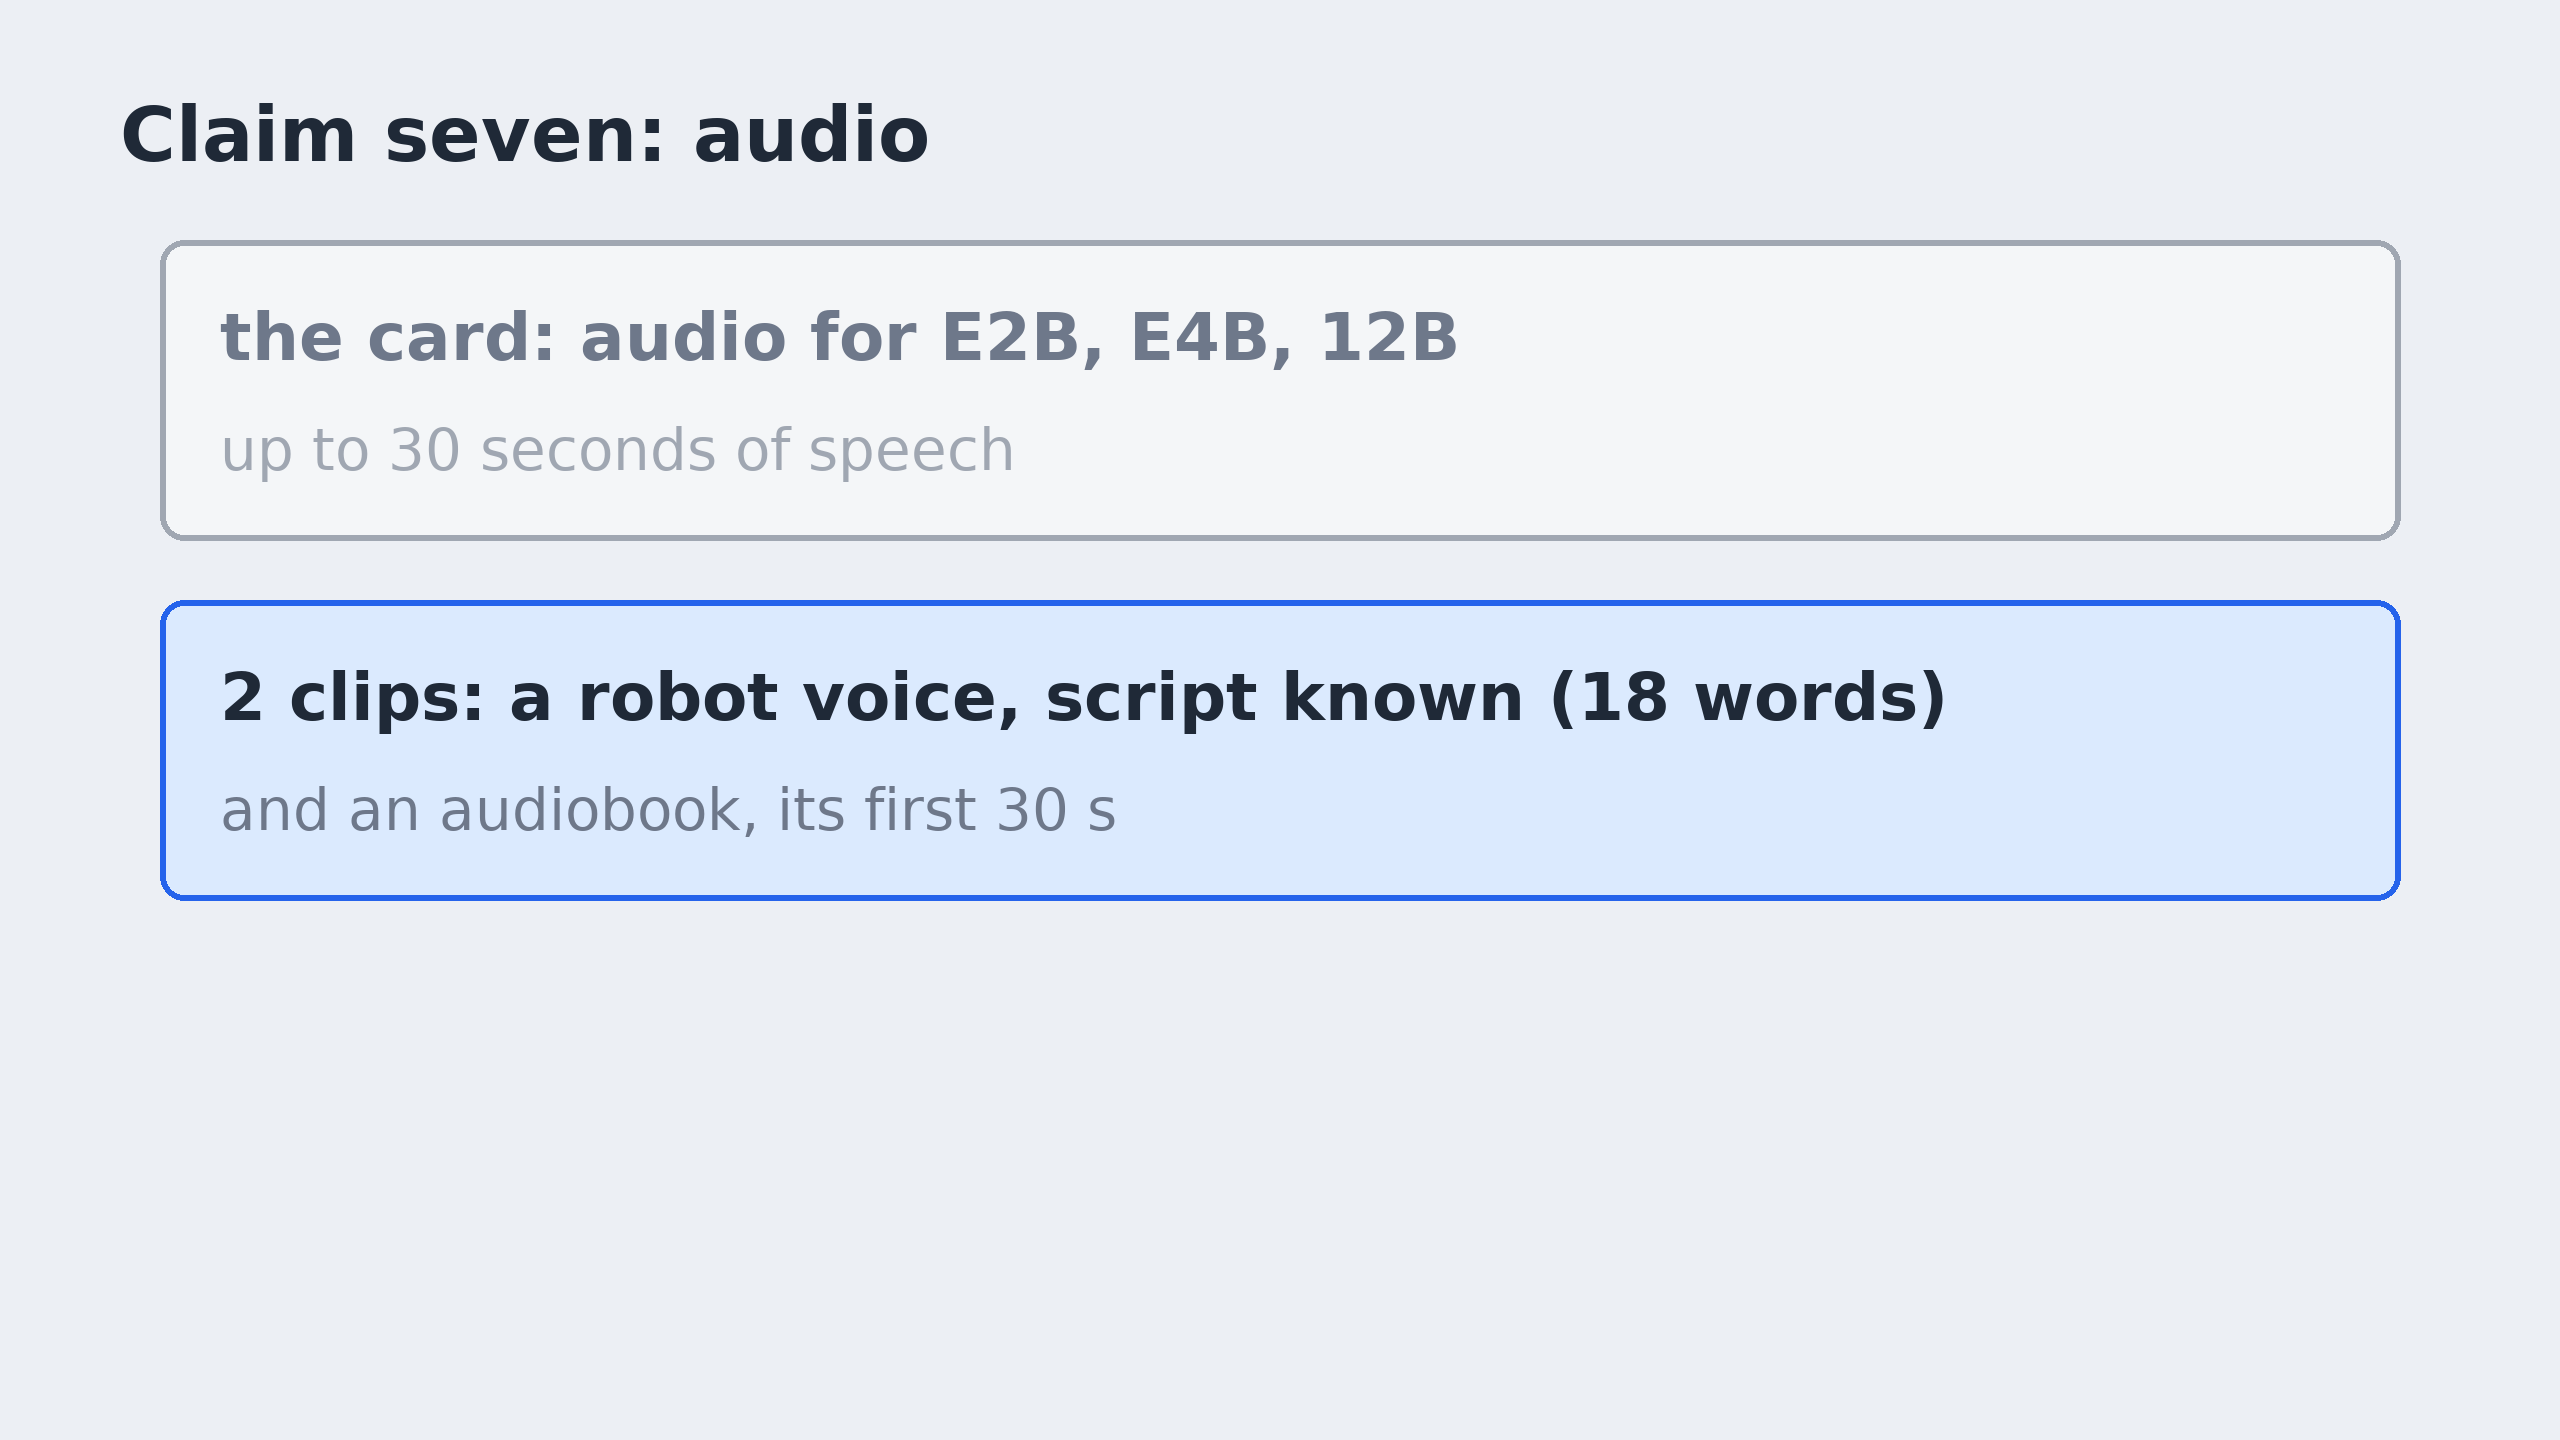 Claim seven: audio
the card: audio for E2B, E4B, 12B
up to 30 seconds of speech
2 clips: a robot voice, script known (18 words)
and an audiobook, its first 30 s